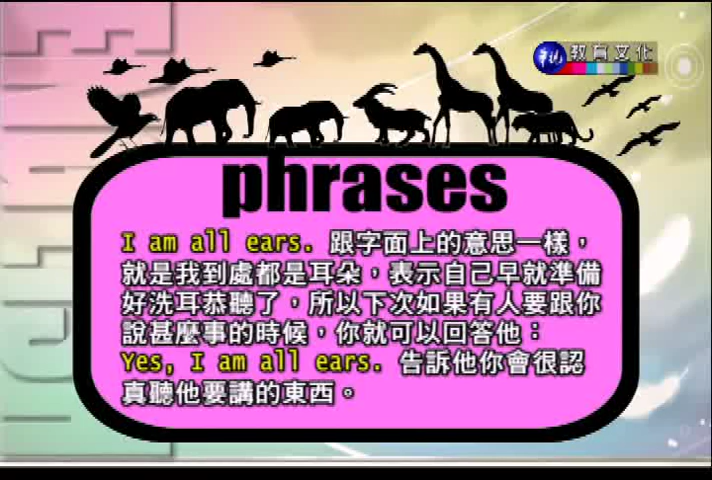 華視
教育文化
phrases
I am all ears. 跟字面上的意思一樣，
就是我到處都是耳朵，表示自己早就準備
好洗耳恭聽了，所以下次如果有人要跟你
說甚麼事的時候，你就可以回答他：
Yes, I am all ears. 告訴他你會很認
真聽他要講的東西。